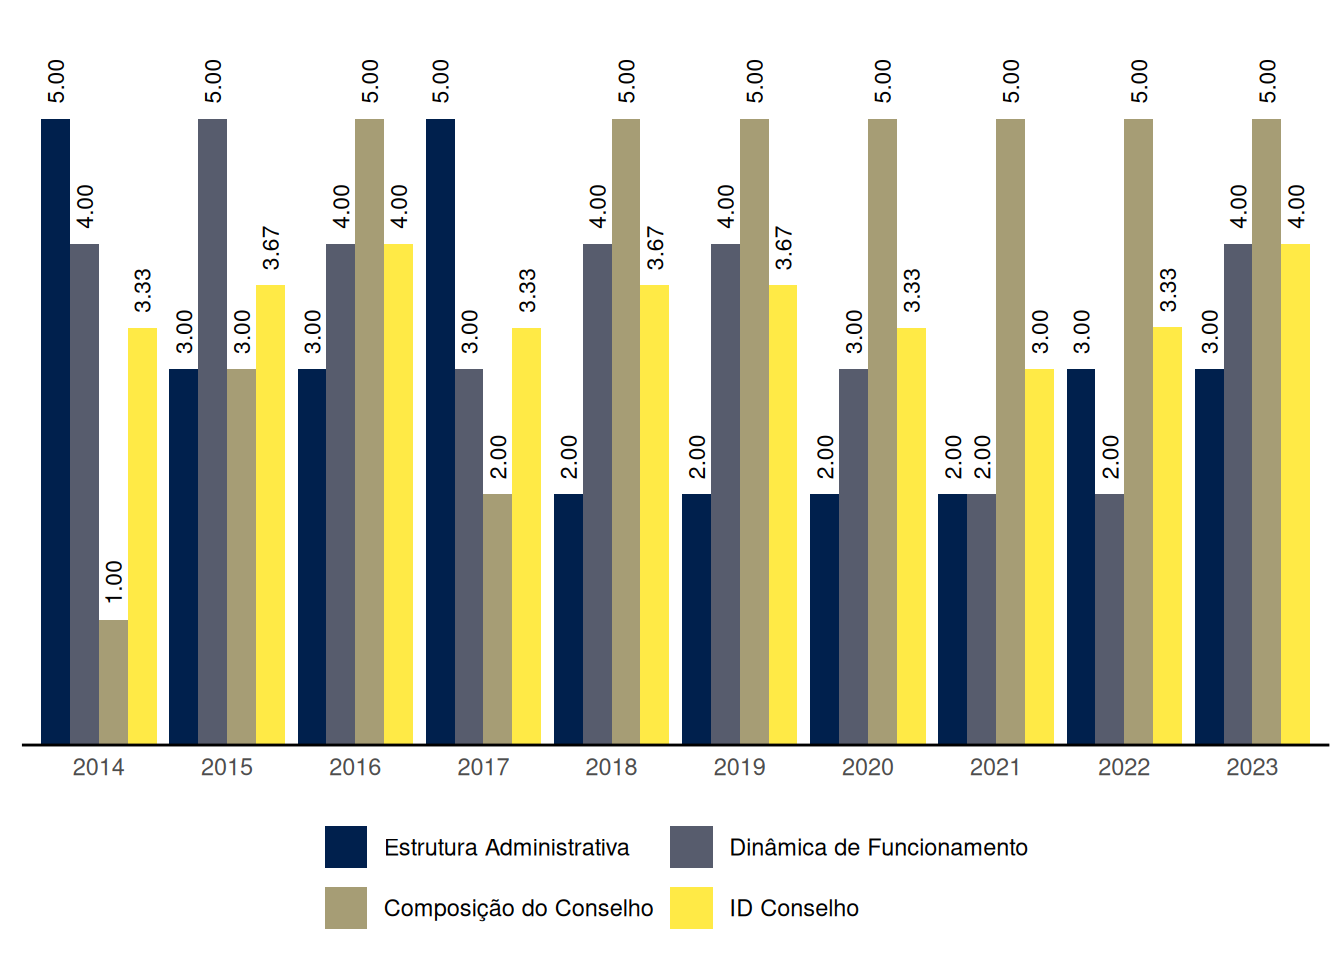 5.00 4.00 1.00 3.33 3.00 5.00 3.00 3.67 3.00 4.00 5.00 4.00 5.00 3.00 2.00 3.33 2.00 4.00 5.00 3.67 2.00 4.00 5.00 3.67 2.00 3.00 5.00 3.33 2.00 2.00 5.00 3.00 3.00 2.00 5.00 3.33 3.00 4.00 5.00 4.00
2014 2015 2016 2017 2018 2019 2020 2021 2022 2023
Estrutura Administrativa Dinâmica de Funcionamento
Composição do Conselho ID Conselho